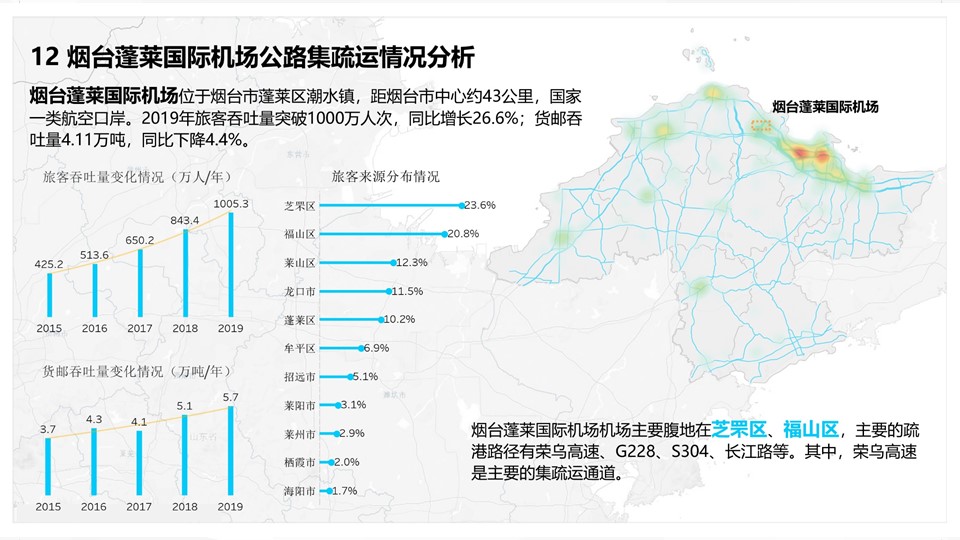 12 烟台蓬莱国际机场公路集疏运情况分析
烟台蓬莱国际机场位于烟台市蓬莱区潮水镇，距烟台市中心约43公里，国家
一类航空口岸。2019年旅客吞吐量突破1000万人次，同比增长26.6%；货邮吞
吐量4.11万吨，同比下降4.4%。
烟台蓬莱国际机场
旅客吞吐量变化情况（万人/年）
425.2
513.6
650.2
843.4
1005.3
2015 2016 2017 2018 2019
货邮吞吐量变化情况（万吨/年）
3.7
4.3
4.1
5.1
5.7
2015 2016 2017 2018 2019
旅客来源分布情况
芝罘区 23.6%
福山区 20.8%
莱山区 12.3%
龙口市 11.5%
蓬莱区 10.2%
牟平区 6.9%
招远市 5.1%
莱阳市 3.1%
莱州市 2.9%
栖霞市 2.0%
海阳市 1.7%
烟台蓬莱国际机场机场主要腹地在芝罘区、福山区，主要的疏
港路径有荣乌高速、G228、S304、长江路等。其中，荣乌高速
是主要的集疏运通道。